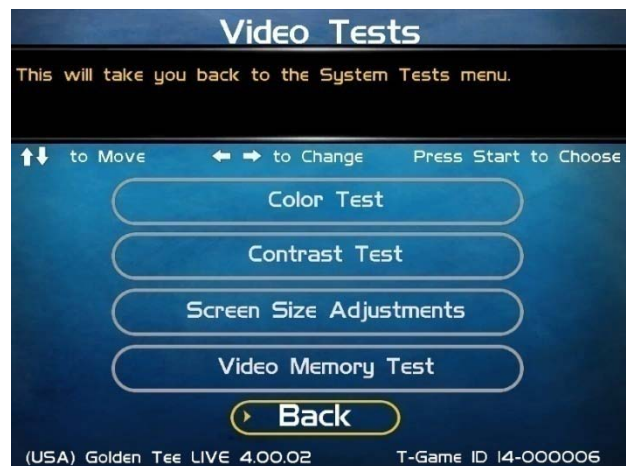 Video Tests
This will take you back to the System Tests menu.
to Move to Change Press Start to Choose
Color Test
Contrast Test
Screen Size Adjustments
Video Memory Test
Back
(USA) Golden Tee LIVE 4.00.02 T-Game ID 14-000006